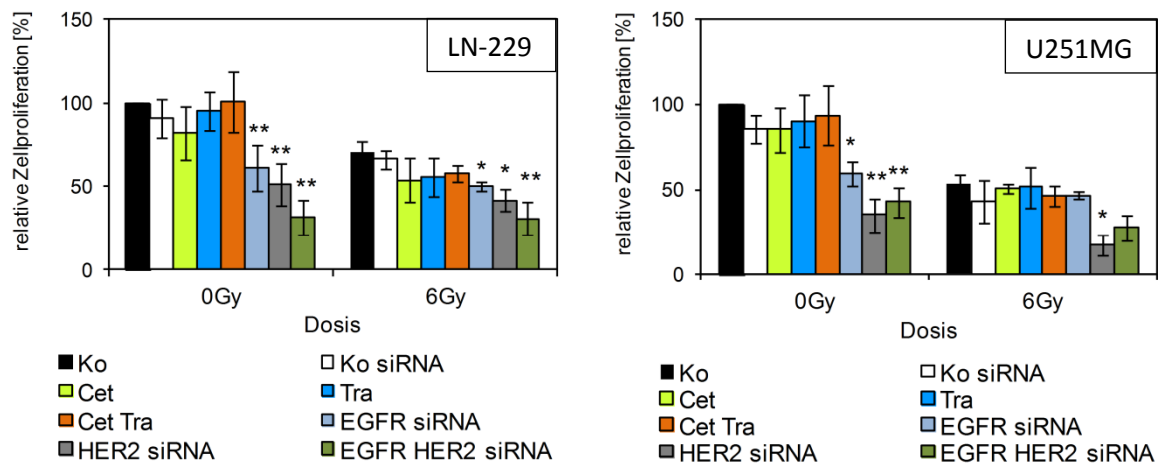 relative Zellproliferation [%]
150
100
50
0
LN-229
**
**
**
*
*
**
0Gy
6Gy
Dosis
Ko
Ko siRNA
Cet
Tra
Cet Tra
EGFR siRNA
HER2 siRNA
EGFR HER2 siRNA
relative Zellproliferation [%]
150
100
50
0
U251MG
*
**
**
*
0Gy
6Gy
Dosis
Ko
Ko siRNA
Cet
Tra
Cet Tra
EGFR siRNA
HER2 siRNA
EGFR HER2 siRNA